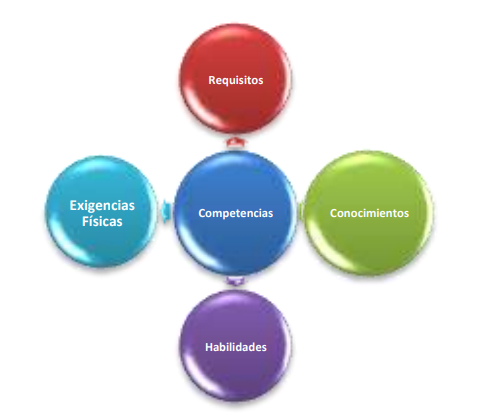 Requisitos
Exigencias
Físicas
Competencias
Conocimientos
Habilidades